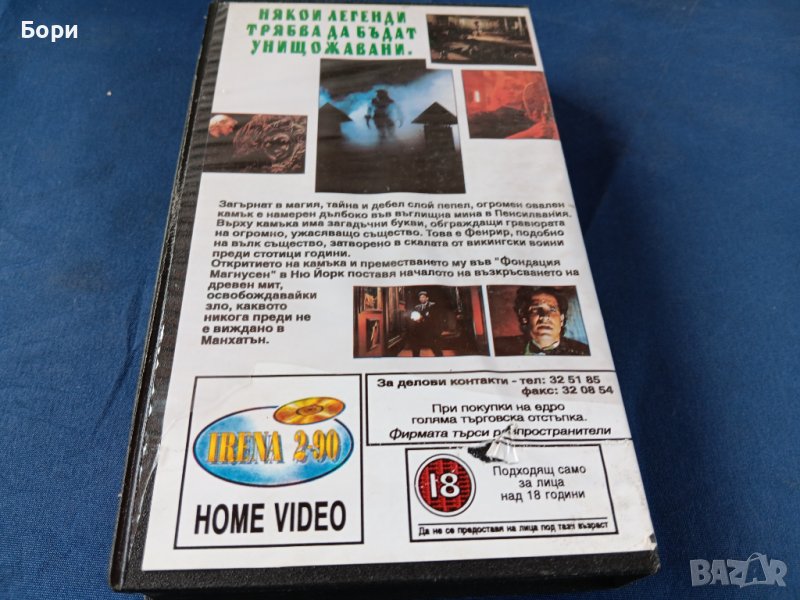 Бори
НЯКОИ ЛЕГЕНДИ
ТРЯБВА ДА БЪДАТ
УНИЩОЖАВАНИ.
Загърнат в магия, тайна и дебел слой пепел, огромен овален
камък е намерен дълбоко във въглищна мина в Пенсилвания.
Върху камъка има загадъчни букви, обграждащи гравюрата
на огромно, ужасяващо същество. Това е Фенрир, подобно
на вълк същество, затворено в скалата от викингски воини
преди стотици години.
Откритието на камъка и преместването му във "Фондация
Магнусен" в Ню Йорк поставя началото на възкръсването на
древен мит,
освобождавайки
зло, каквото
никога преди не
е виждано в
Манхатън.
За делови контакти - тел: 32 51 85
факс: 32 08 54
При покупки на едро
голяма търговска отстъпка.
Фирмата търси разпространители
IRENA 2-90
HOME VIDEO
18
Подходящ само
за лица
над 18 години
Да не се предоставя на лица под тази възраст
BAZAR